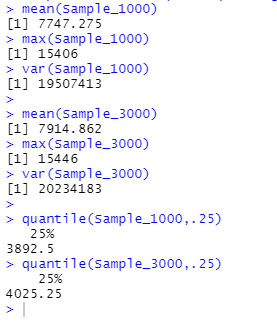 > mean(Sample_1000)
[1] 7747.275
> max(Sample_1000)
[1] 15406
> var(Sample_1000)
[1] 19507413
>
> mean(Sample_3000)
[1] 7914.862
> max(Sample_3000)
[1] 15446
> var(Sample_3000)
[1] 20234183
>
> quantile(Sample_1000,.25)
25%
3892.5
> quantile(Sample_3000,.25)
25%
4025.25
>